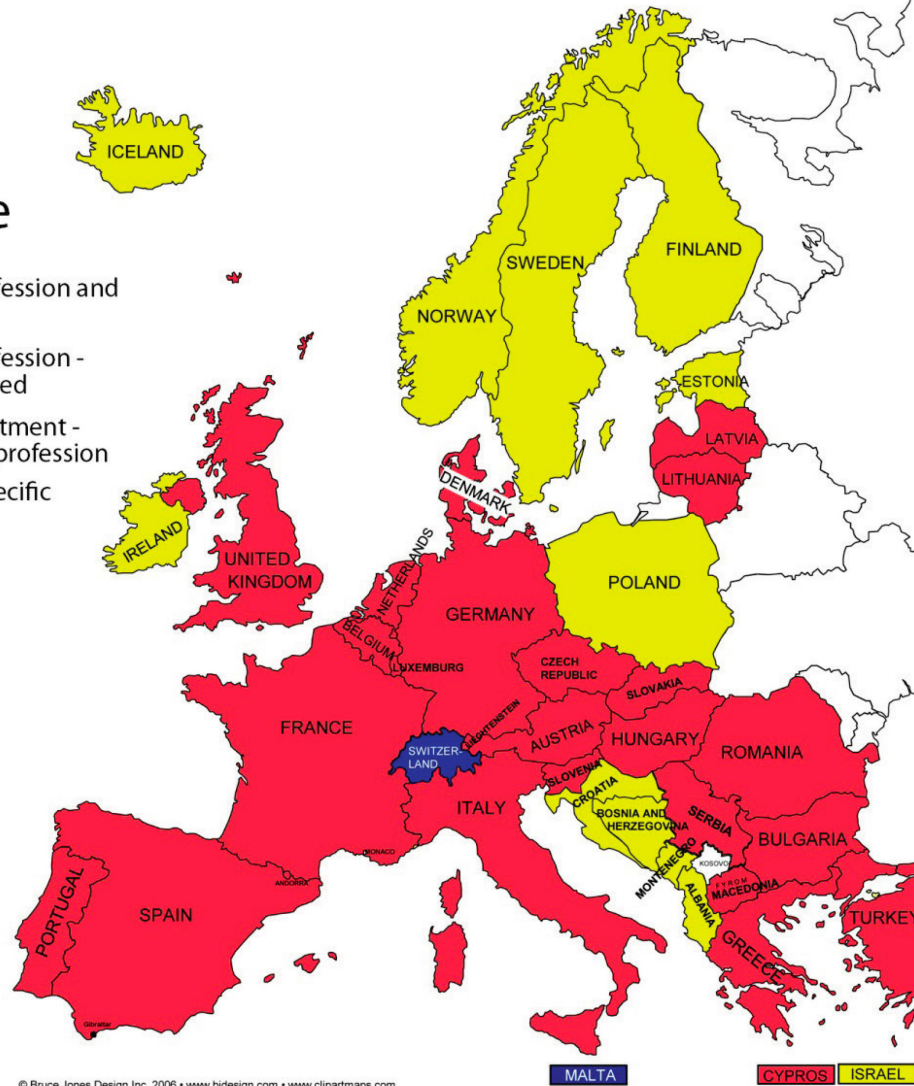 ICELAND
e
ession and
ession -
ed
tment -
profession
ecific
SWEDEN
FINLAND
NORWAY
ESTONIA
LATVIA
LITHUANIA
DENMARK
IRELAND
UNITED
KINGDOM
NETHERLANDS
BELGIUM
LUXEMBURG
GERMANY
POLAND
CZECH
REPUBLIC
SLOVAKIA
FRANCE
LIECHTENSTEIN
SWITZER-
LAND
AUSTRIA
HUNGARY
ROMANIA
SLOVENIA
CROATIA
ITALY
BOSNIA AND
HERZEGOVINA
SERBIA
BULGARIA
MONTENEGRO
KOSOVO
MONACO
ANDORRA
FYROM
MACEDONIA
ALBANIA
PORTUGAL
SPAIN
GREECE
TURKEY
Gibraltar
MALTA
CYPROS
ISRAEL
© Bruce Jones Design Inc. 2006 • www.bjdesign.com • www.clipartmaps.com